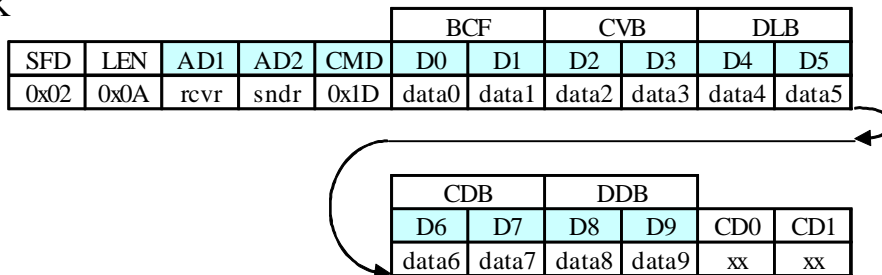 BCF CVB DLB
SFD LEN AD1 AD2 CMD D0 D1 D2 D3 D4 D5
0x02 0x0A rcvr sndr 0x1D data0 data1 data2 data3 data4 data5
CDB DDB
D6 D7 D8 D9 CD0 CD1
data6 data7 data8 data9 xx xx